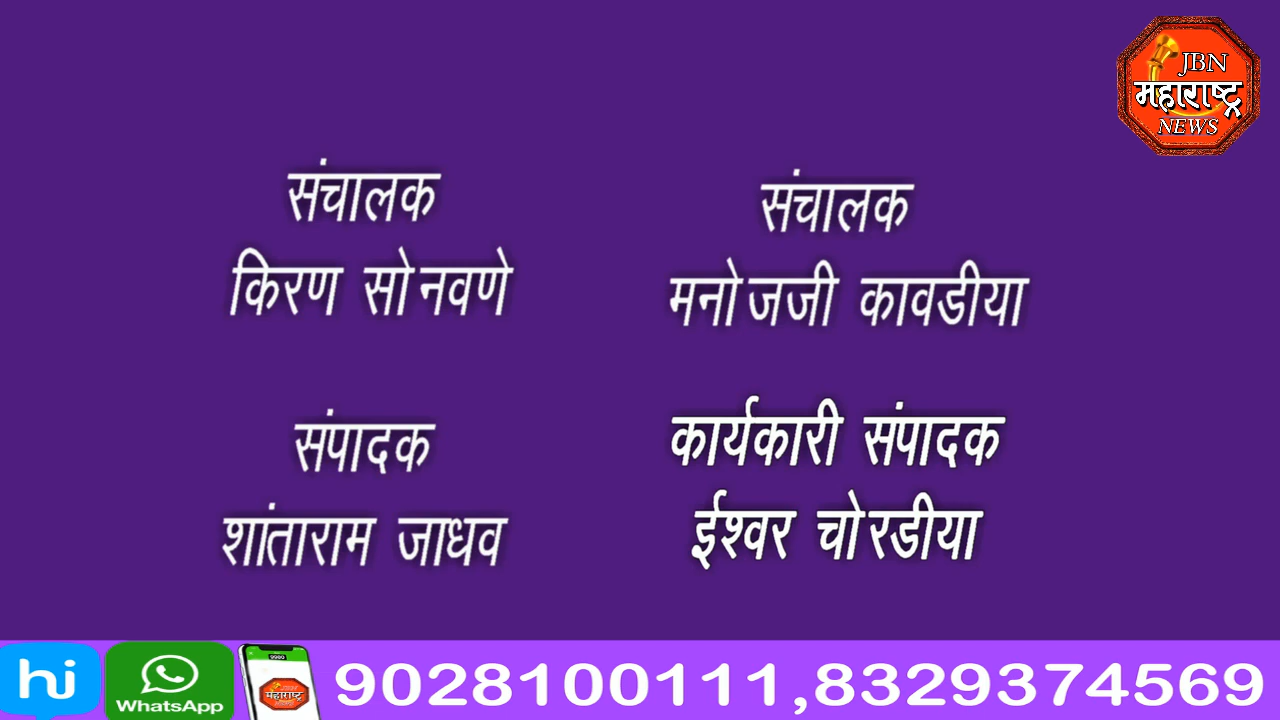 JBN
महाराष्ट्र
NEWS
संचालक
किरण सोनवणे
संचालक
मनोजजी कावडीया
संपादक
शांताराम जाधव
कार्यकारी संपादक
ईश्वर चोरडीया
hi
WhatsApp
महाराष्ट्र
9028100111,8329374569